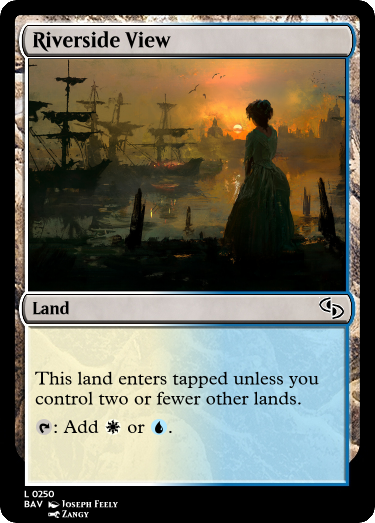 Riverside View
Land
This land enters tapped unless you
control two or fewer other lands.
: Add or .
L 0250
BAV Joseph Feely
Zangy